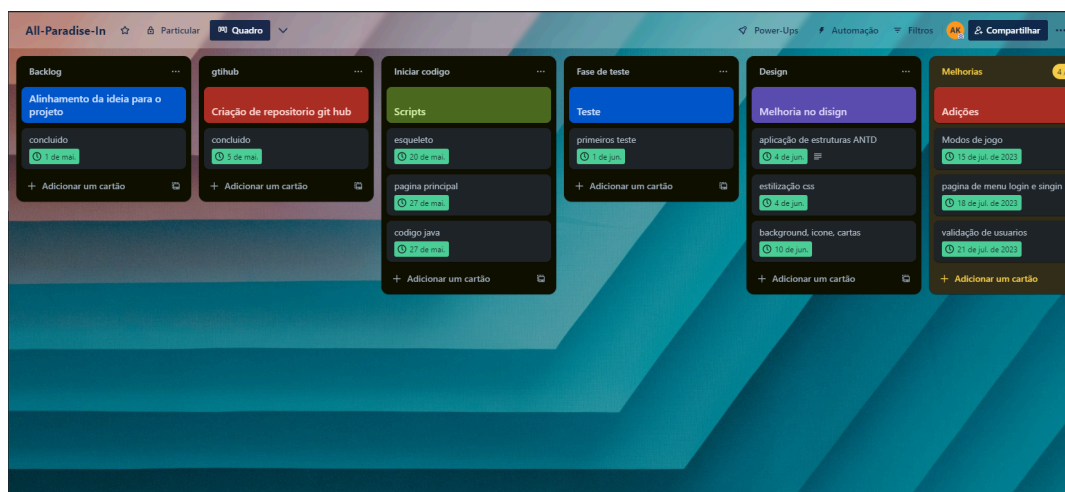 All-Paradise-In
Particular
Quadro
Power-Ups
Automação
Filtros
AK
Compartilhar
Backlog
Alinhamento da ideia para o
projeto
concluido
1 de mai.
+ Adicionar um cartão
gtihub
Criação de repositorio git hub
concluido
5 de mai.
+ Adicionar um cartão
Iniciar codigo
Scripts
esqueleto
20 de mai.
pagina principal
27 de mai.
codigo java
27 de mai.
+ Adicionar um cartão
Fase de teste
Teste
primeiros teste
1 de jun.
+ Adicionar um cartão
Design
Melhoria no disign
aplicação de estruturas ANTD
4 de jun.
estilização css
4 de jun.
background, icone, cartas
10 de jun.
+ Adicionar um cartão
Melhorias
4 /
Adições
Modos de jogo
15 de jul. de 2023
pagina de menu login e singin
18 de jul. de 2023
validação de usuarios
21 de jul. de 2023
+ Adicionar um cartão